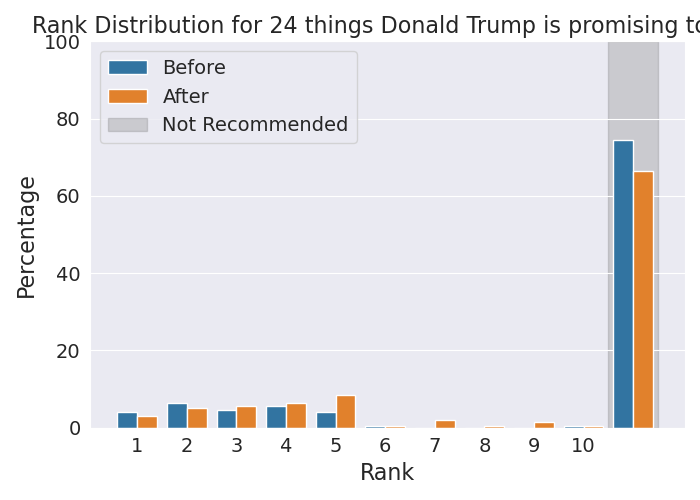 Rank Distribution for 24 things Donald Trump is promising to
100
80
60
40
20
0
Before
After
Not Recommended
Percentage
1 2 3 4 5 6 7 8 9 10
Rank